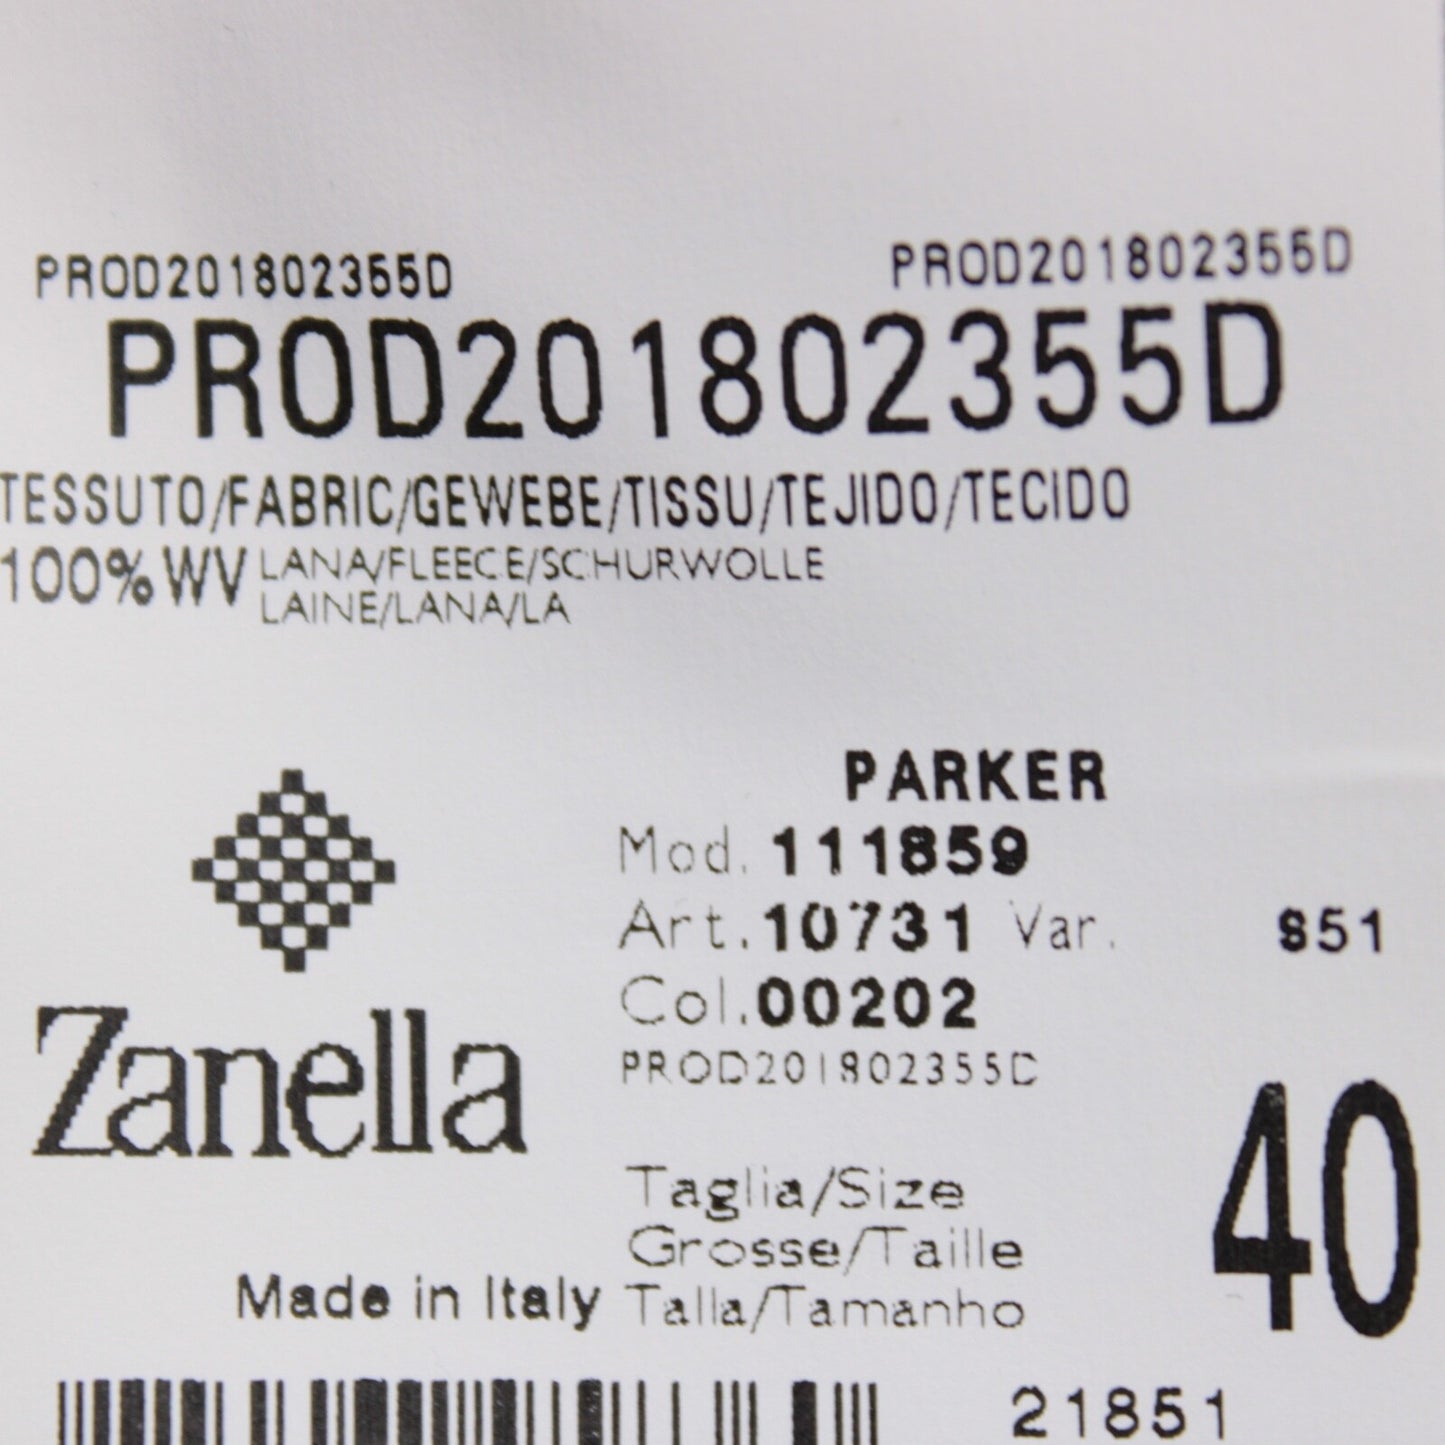 PROD201802355D PROD201802355D
PROD201802355D
TESSUTO/FABRIC/GEWEBE/TISSU/TEJIDO/TECIDO
100%WV LANA/FLEECE/SCHURWOLLE
LAINE/LANA/LA
PARKER
Mod. 111859
Art. 10731 Var. S51
Col. 00202
PROD201802355D
Zanella
Made in Italy
Taglia/Size
Grosse/Taille
Talla/Tamanho
40
21851